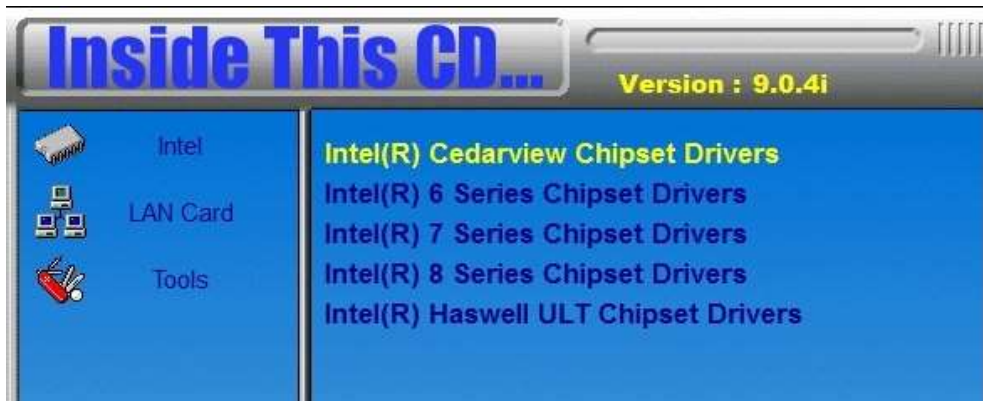 Inside This CD...
Version : 9.0.4i
Intel
LAN Card
Tools
Intel(R) Cedarview Chipset Drivers
Intel(R) 6 Series Chipset Drivers
Intel(R) 7 Series Chipset Drivers
Intel(R) 8 Series Chipset Drivers
Intel(R) Haswell ULT Chipset Drivers